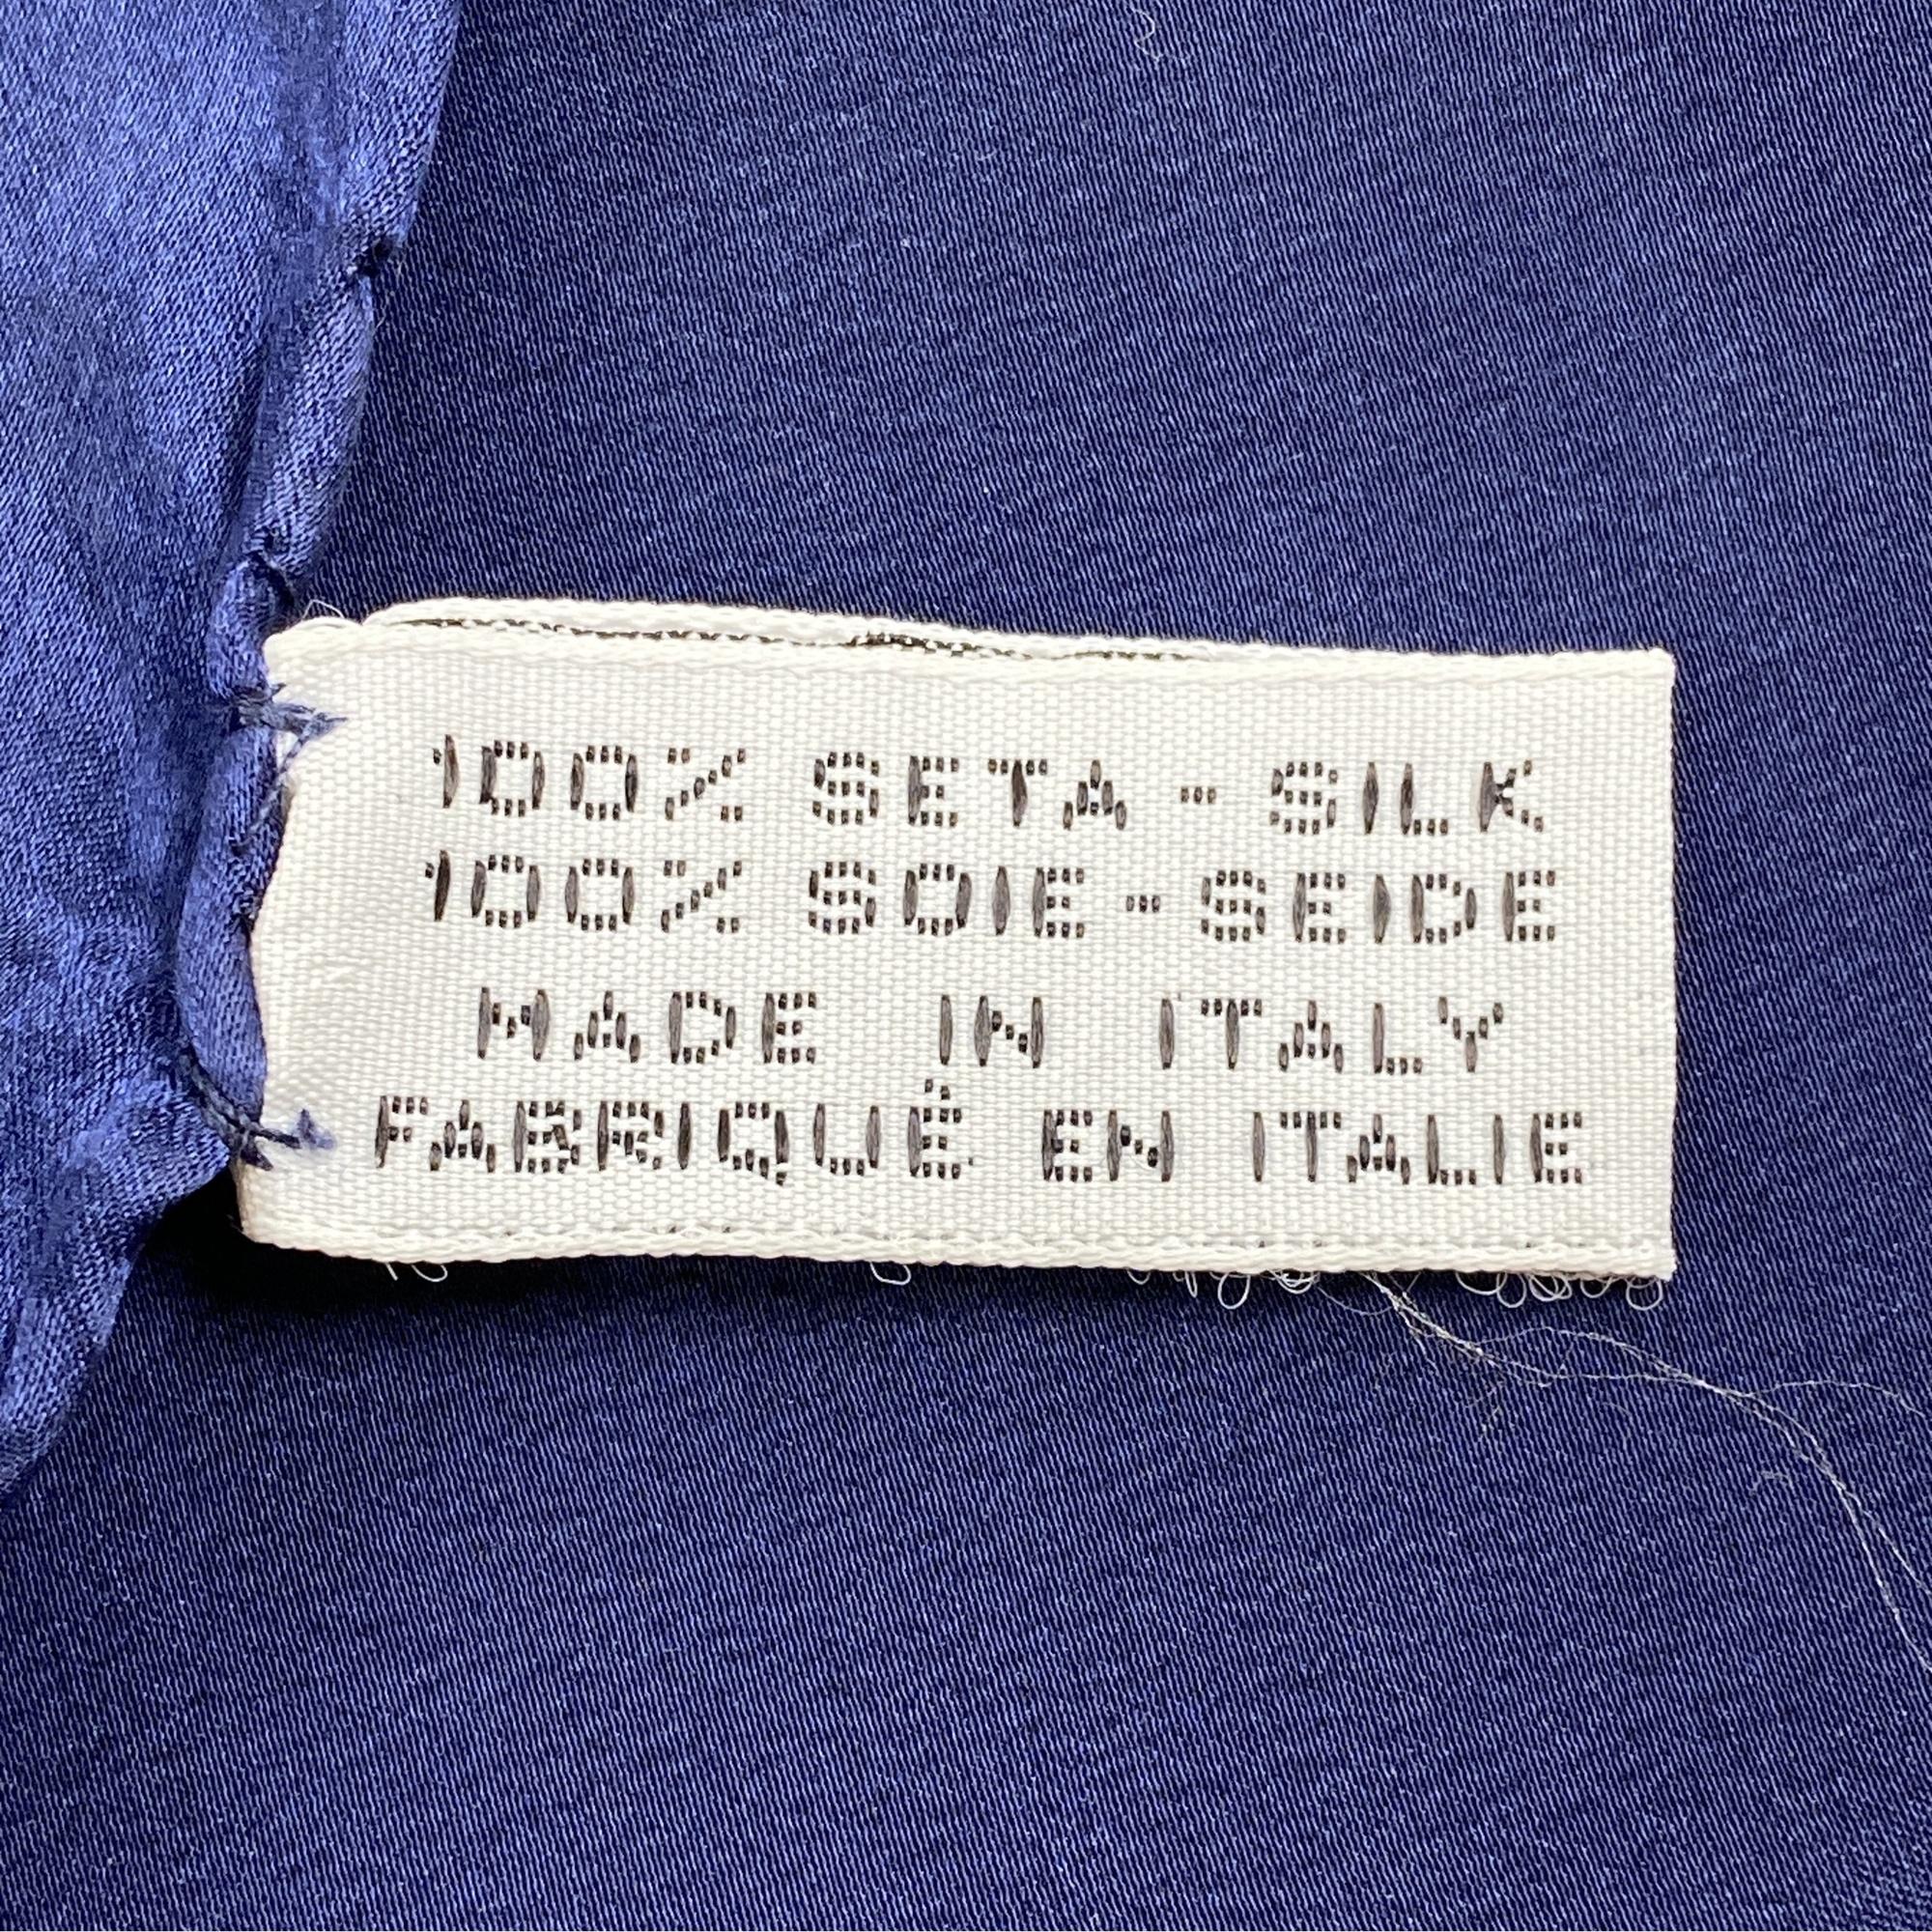 100% SETA-SILK
100% SOIE-SEIDE
MADE IN ITALY
FABRIQUÉ EN ITALIE